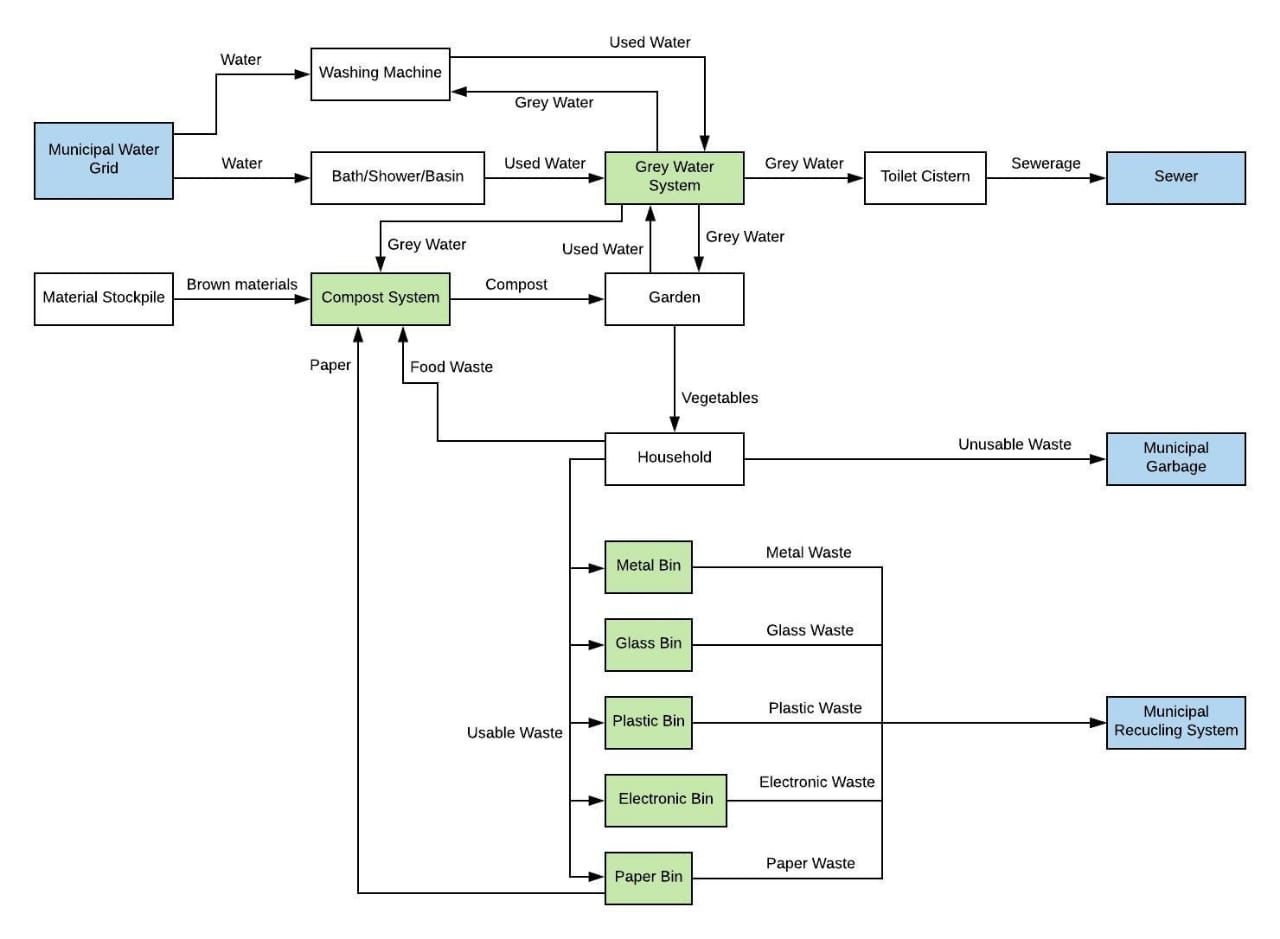 Used Water
Water
Washing Machine
Grey Water
Municipal Water
Grid
Water
Bath/Shower/Basin
Used Water
Grey Water
System
Grey Water
Toilet Cistern
Sewerage
Sewer
Grey Water
Used Water
Grey Water
Material Stockpile
Brown materials
Compost System
Compost
Garden
Paper
Food Waste
Vegetables
Household
Unusable Waste
Municipal
Garbage
Metal Bin
Metal Waste
Glass Bin
Glass Waste
Usable Waste
Plastic Bin
Plastic Waste
Municipal
Recucling System
Electronic Bin
Electronic Waste
Paper Bin
Paper Waste